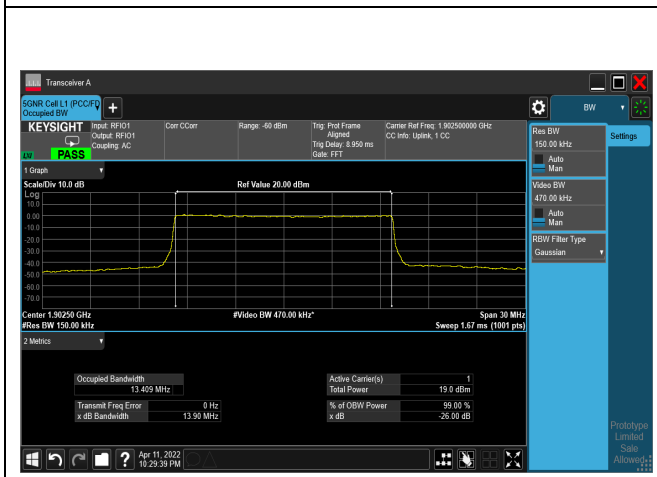 Transceiver A
5GNR Cell L1 (PCC/FD
Occupied BW
BW
KEYSIGHT
Input: RFIO1
Output: RFIO1
Coupling: AC
Corr CCorr
Range: -60 dBm
Trig: Prot Frame
Aligned
Trig Delay: 8.950 ms
Gate: FFT
Carrier Ref Freq: 1.902500000 GHz
CC Info: Uplink, 1 CC
LV
PASS
Res BW
150.00 kHz
Auto
Man
Settings
1 Graph
Scale/Div 10.0 dB
Ref Value 20.00 dBm
Log
10.0
0.00
-10.0
-20.0
-30.0
-40.0
-50.0
-60.0
-70.0
Video BW
470.00 kHz
Auto
Man
RBW Filter Type
Gaussian
Center 1.90250 GHz
#Video BW 470.00 kHz*
Span 30 MHz
#Res BW 150.00 kHz
Sweep 1.67 ms (1001 pts)
2 Metrics
Occupied Bandwidth
13.409 MHz
Active Carrier(s) 1
Total Power 19.0 dBm
Transmit Freq Error 0 Hz
x dB Bandwidth 13.90 MHz
% of OBW Power 99.00 %
x dB -26.00 dB
Prototype
Limited
Sale
Allowed
?
Apr 11, 2022
10:29:39 PM